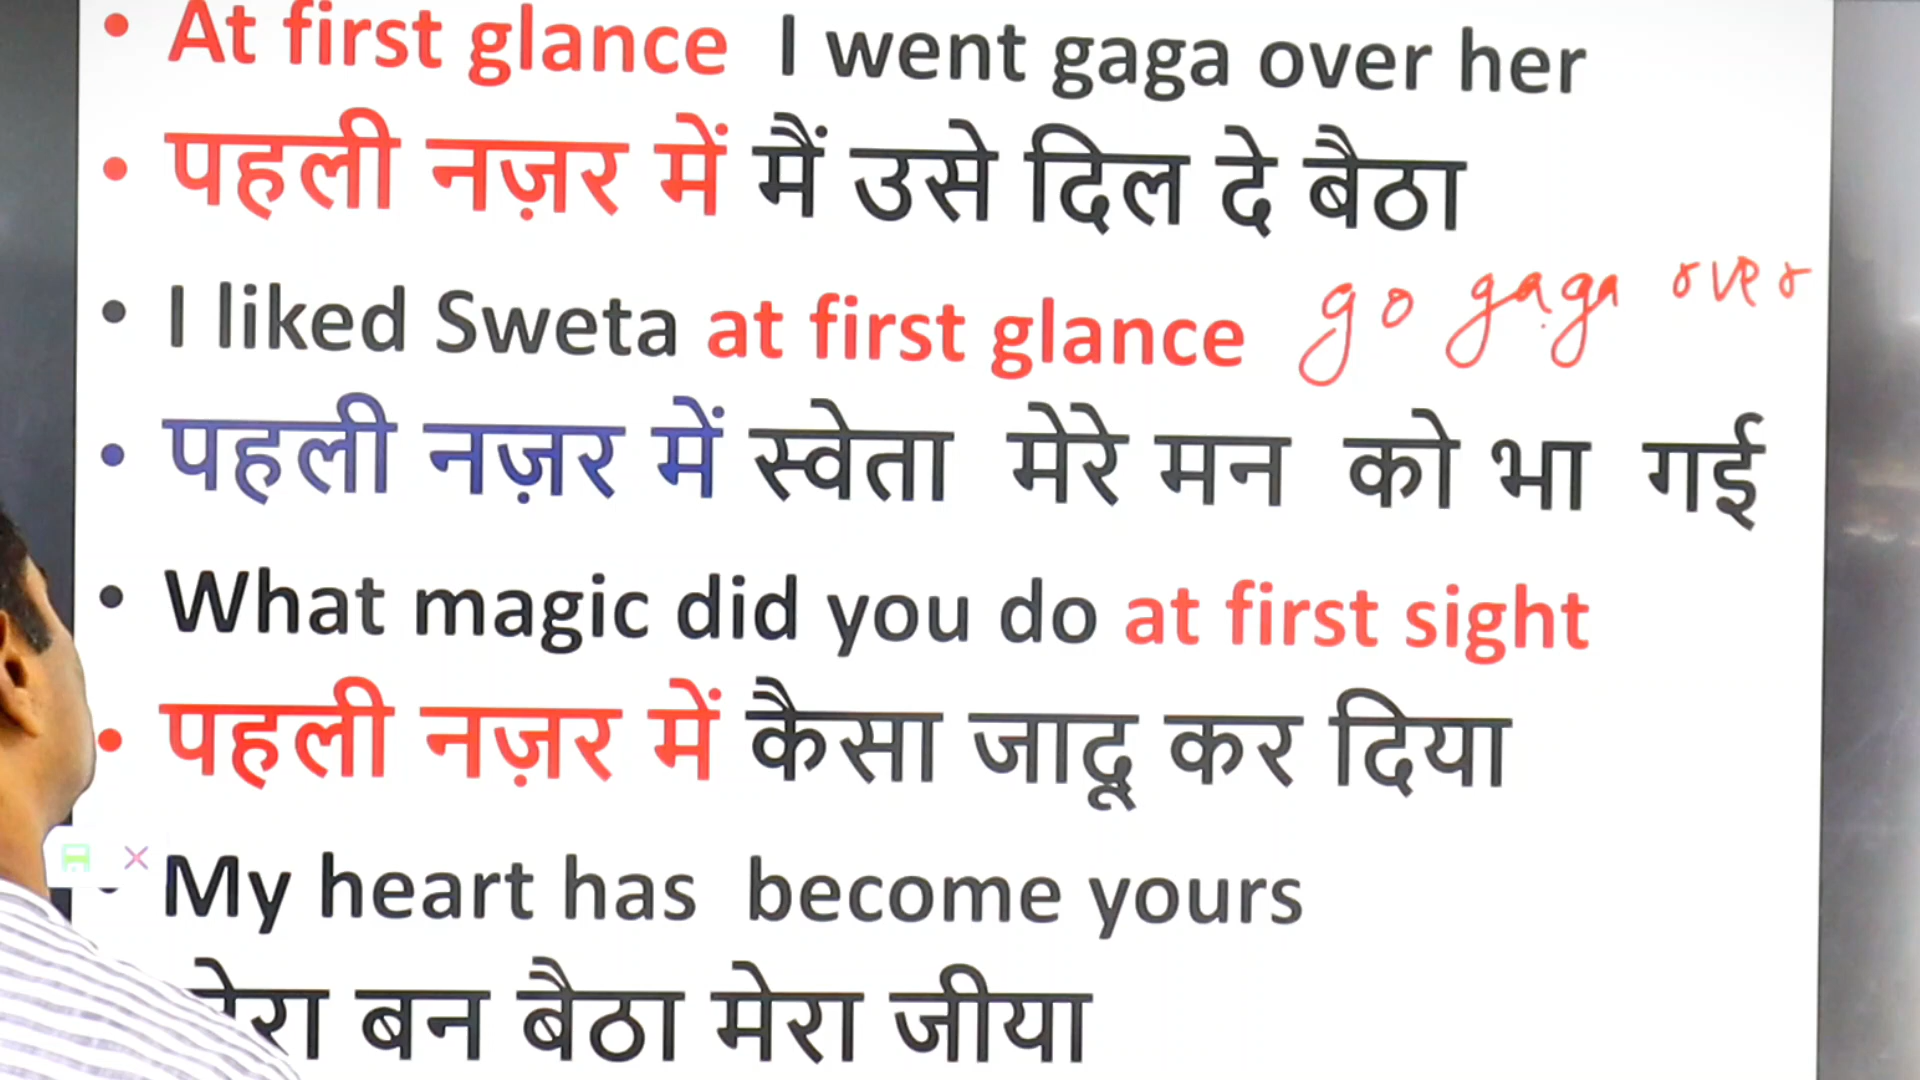 • At first glance I went gaga over her
• पहली नज़र में मैं उसे दिल दे बैठा
• I liked Sweta at first glance
go gaga over
• पहली नज़र में स्वेता मेरे मन को भा गई
• What magic did you do at first sight
• पहली नज़र में कैसा जादू कर दिया
• My heart has become yours
बन बैठा मेरा जीया